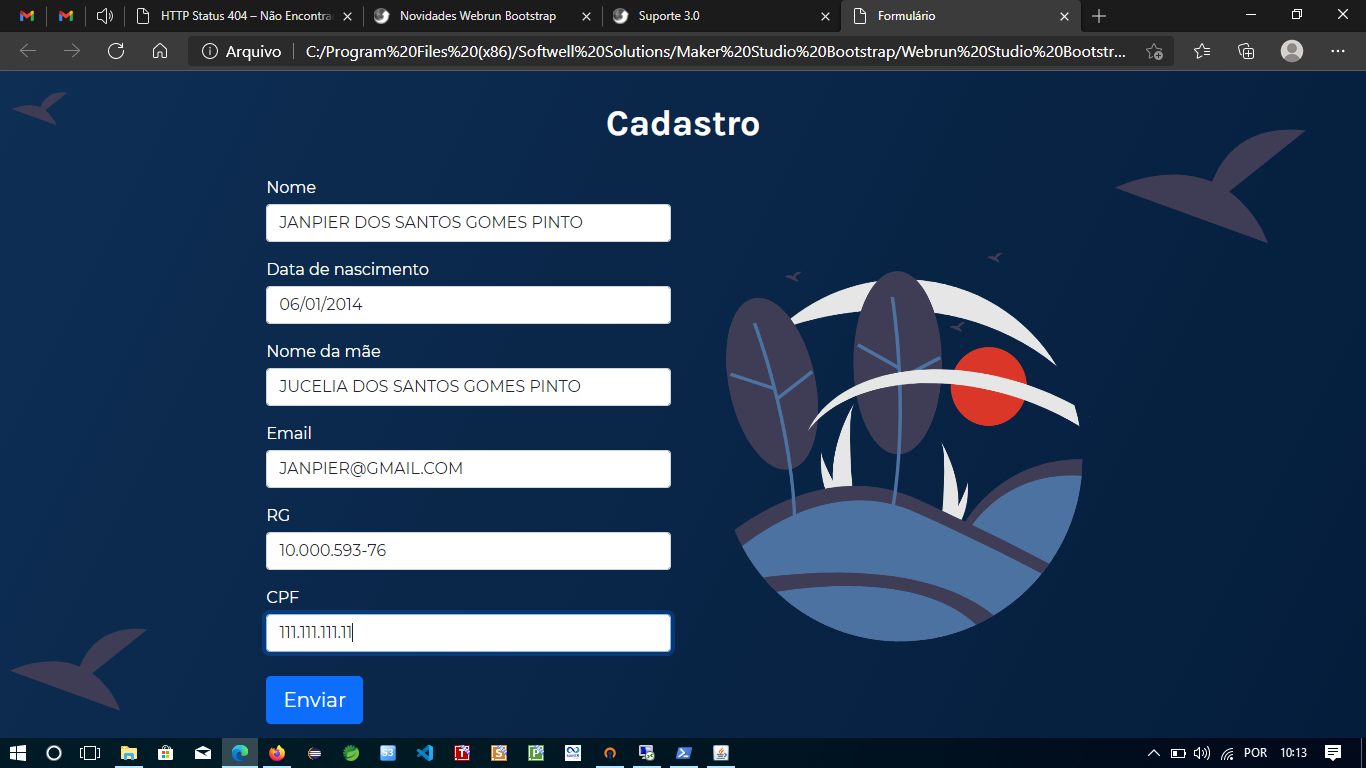 HTTP Status 404 – Não Encontra
Novidades Webrun Bootstrap
Suporte 3.0
Formulário
Arquivo
C:/Program%20Files%20(x86)/Softwell%20Solutions/Maker%20Studio%20Bootstrap/Webrun%20Studio%20Bootstr...
Cadastro
Nome
JANPIER DOS SANTOS GOMES PINTO
Data de nascimento
06/01/2014
Nome da mãe
JUCELIA DOS SANTOS GOMES PINTO
Email
JANPIER@GMAIL.COM
RG
10.000.593-76
CPF
111.111.111.11
Enviar
POR
10:13